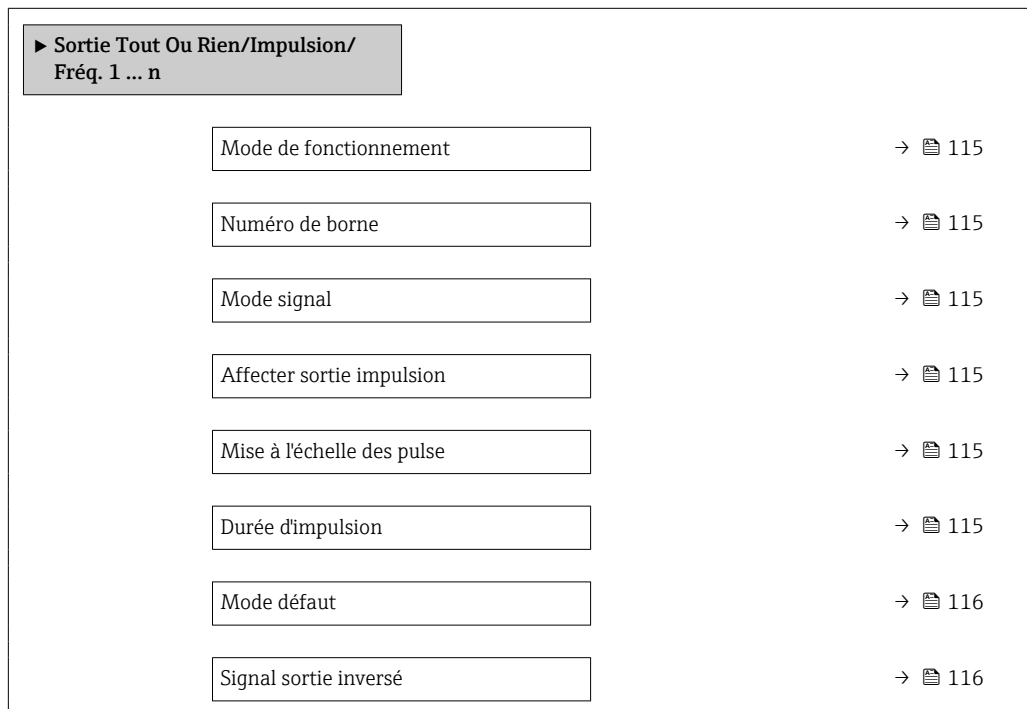 ▶ Sortie Tout Ou Rien/Impulsion/
Fréq. 1 ... n
Mode de fonctionnement → 115
Numéro de borne → 115
Mode signal → 115
Affecter sortie impulsion → 115
Mise à l'échelle des pulse → 115
Durée d'impulsion → 115
Mode défaut → 116
Signal sortie inversé → 116